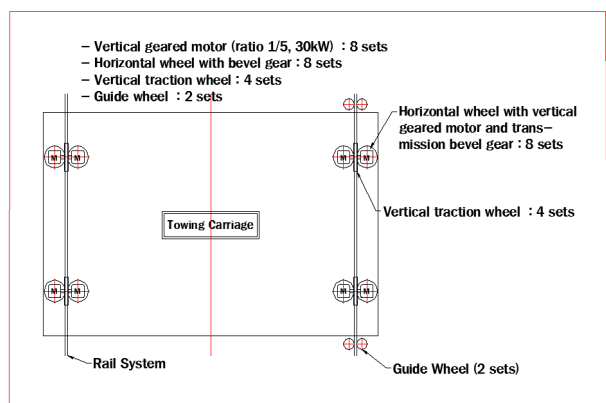 – Vertical geared motor (ratio 1/5, 30kW) : 8 sets
– Horizontal wheel with bevel gear : 8 sets
– Vertical traction wheel : 4 sets
– Guide wheel : 2 sets
Horizontal wheel with vertical
geared motor and trans–
mission bevel gear : 8 sets
M M M M
Vertical traction wheel : 4 sets
Towing Carriage
M M M M
Rail System
Guide Wheel (2 sets)